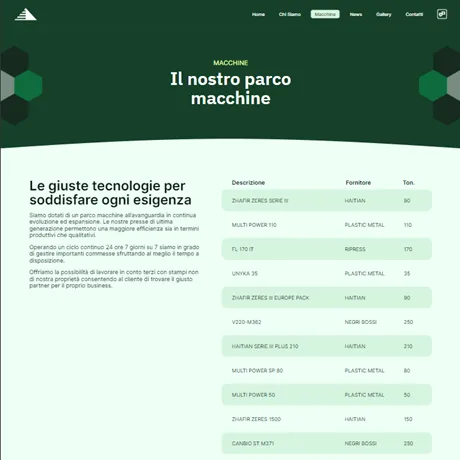 Home Chi Siamo Macchine News Gallery Contatti
MACCHINE
Il nostro parco
macchine
Le giuste tecnologie per
soddisfare ogni esigenza
Siamo dotati di un parco macchine all'avanguardia in continua
evoluzione ed espansione. Le nostre presse di ultima
generazione permettono una maggiore efficienza sia in termini
produttivi che qualitativi.
Operando un ciclo continuo 24 ore 7 giorni su 7 siamo in grado
di gestire importanti commesse sfruttando al meglio il tempo a
disposizione.
Offriamo la possibilità di lavorare in conto terzi con stampi non
di nostra proprietà consentendo al cliente di trovare il giusto
partner per il proprio business.
Descrizione Fornitore Ton.
ZHAFIR ZERES SERIE III HAITIAN 90
MULTI POWER 110 PLASTIC METAL 110
FL 170 IT RIPRESS 170
UNYKA 35 PLASTIC METAL 35
ZHAFIR ZERES III EUROPE PACK HAITIAN 90
V220-M362 NEGRI BOSSI 250
HAITIAN SERIE III PLUS 210 HAITIAN 210
MULTI POWER SP 80 PLASTIC METAL 80
MULTI POWER 50 PLASTIC METAL 50
ZHAFIR ZERES 1500 HAITIAN 150
CANBIO ST M371 NEGRI BOSSI 250